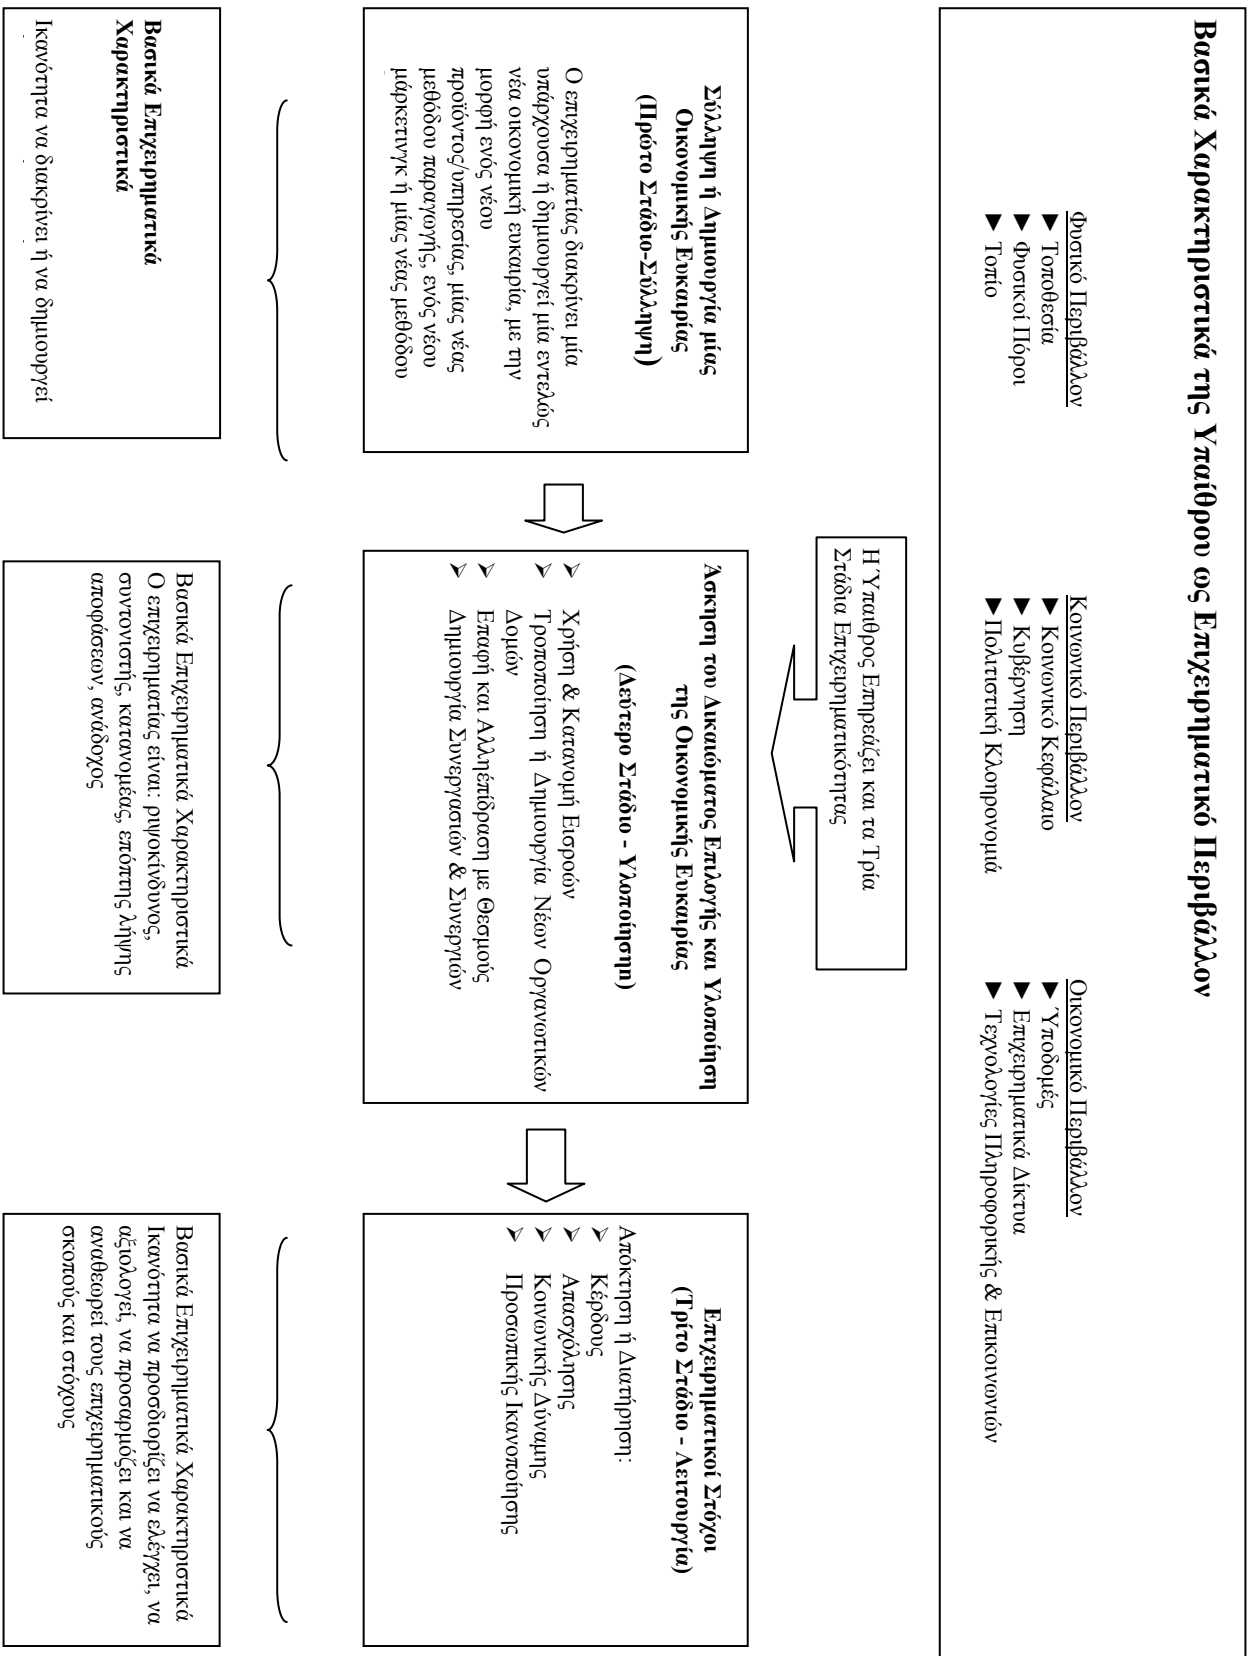 Βασικά Χαρακτηριστικά της Υπαίθρου ως Επιχειρηματικό Περιβάλλον
Φυσικό Περιβάλλον
▶ Τοποθεσία
▶ Φυσικοί Πόροι
▶ Τοπίο
Κοινωνικό Περιβάλλον
▶ Κοινωνικό Κεφάλαιο
▶ Κυβέρνηση
▶Πολιτιστική Κληρονομιά
Οικονομικό Περιβάλλον
▶ Ύποδομές
▶ Επιχειρηματικά Δίκτυα
▶ Τεχνολογίες Πληροφορικής & Επικοινωνιών
Η Ύπαιθρος Επηρεάζει και τα Τρία
Στάδια Επιχειρηματικότητας
Σύλληψη ή Δημιουργία μίας
Οικονομικής Ευκαιρίας
(Πρώτο Στάδιο-Σύλληψη)
Ο επιχειρηματίας διακρίνει μία
υπάρχουσα ή δημιουργεί μία εντελώς
νέα οικονομική ευκαιρία, με την
μορφή ενός νέου
προϊόντος/υπηρεσίας, μίας νέας
μεθόδου παραγωγής, ενός νέου
μάρκετινγκ ή μίας νέας μεθόδου
Άσκηση του Δικαιώματος Επιλογής και Υλοποίηση
της Οικονομικής Ευκαιρίας
(Δεύτερο Στάδιο - Υλοποίησηη)
➢ Χρήση & Κατανομή Εισροών
➢ Τροποποίηση ή Δημιουργία Νέων Οργανωτικών
Δομών
➢ Επαφή και Αλληέπίδραση με Θεσμούς
➢ Δημιουργία Συνεργασιών & Συνεργιών
Επιχειρηματικοί Στόχοι
(Τρίτο Στάδιο - Λειτουργία)
Απόκτηση ή Διατήρηση:
➢ Κέρδους
➢ Απασχόλησης
➢ Κοινωνικής Δύναμης
➢ Προσωπικής Ικανοποίησης
Βασικά Επιχειρηματικά
Χαρακτηριστικά
Ικανότητα να διακρίνει ή να δημιουργεί
Βασικά Επιχειρηματικά Χαρακτηριστικά
Ο επιχειρηματίας είναι: ριψοκίνδυνος,
συντονιστής, κατανομέας, επόπτης λήψης
αποφάσεων, ανάδοχος
Βασικά Επιχειρηματικά Χαρακτηριστικά
Ικανότητα να προσδιορίζει να ελέγχει, να
αξιολογεί, να προσαρμόζει και να
αναθεωρεί τους επιχειρηματικούς
σκοπούς και στόχους